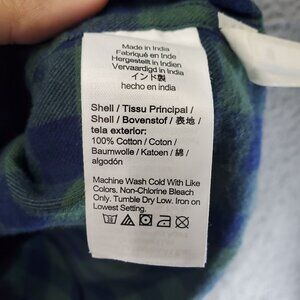 Made in India
Fabriqué en Inde
Hergestellt in Indien
Vervaardigd in India
インド製
hecho en india
Shell / Tissu Principal /
Shell / Bovenstof / 表地 /
tela exterior:
100% Cotton / Coton /
Baumwolle / Katoen / 綿 /
algodón
Machine Wash Cold With Like
Colors. Non-Chlorine Bleach
Only. Tumble Dry Low. Iron on
Lowest Setting.